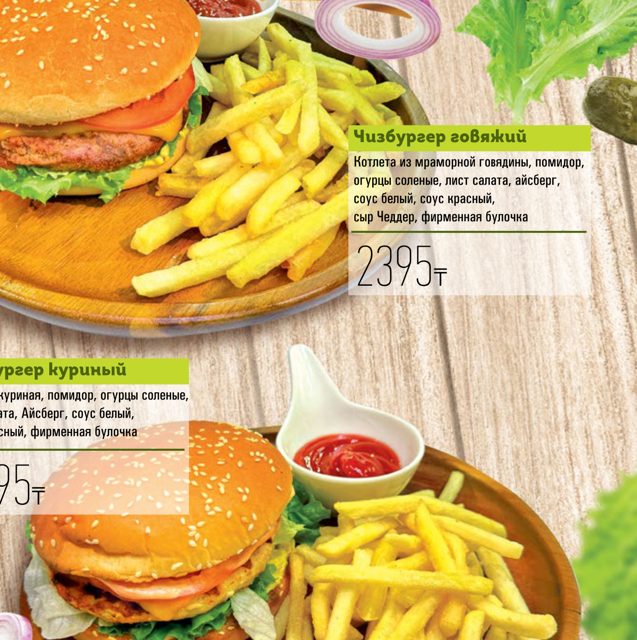 Чизбургер говяжий
Котлета из мраморной говядины, помидор,
огурцы соленые, лист салата, айсберг,
соус белый, соус красный,
сыр Чеддер, фирменная булочка
2395₸
ургер куриный
куриная, помидор, огурцы соленые,
ата, Айсберг, соус белый,
сный, фирменная булочка
95₸